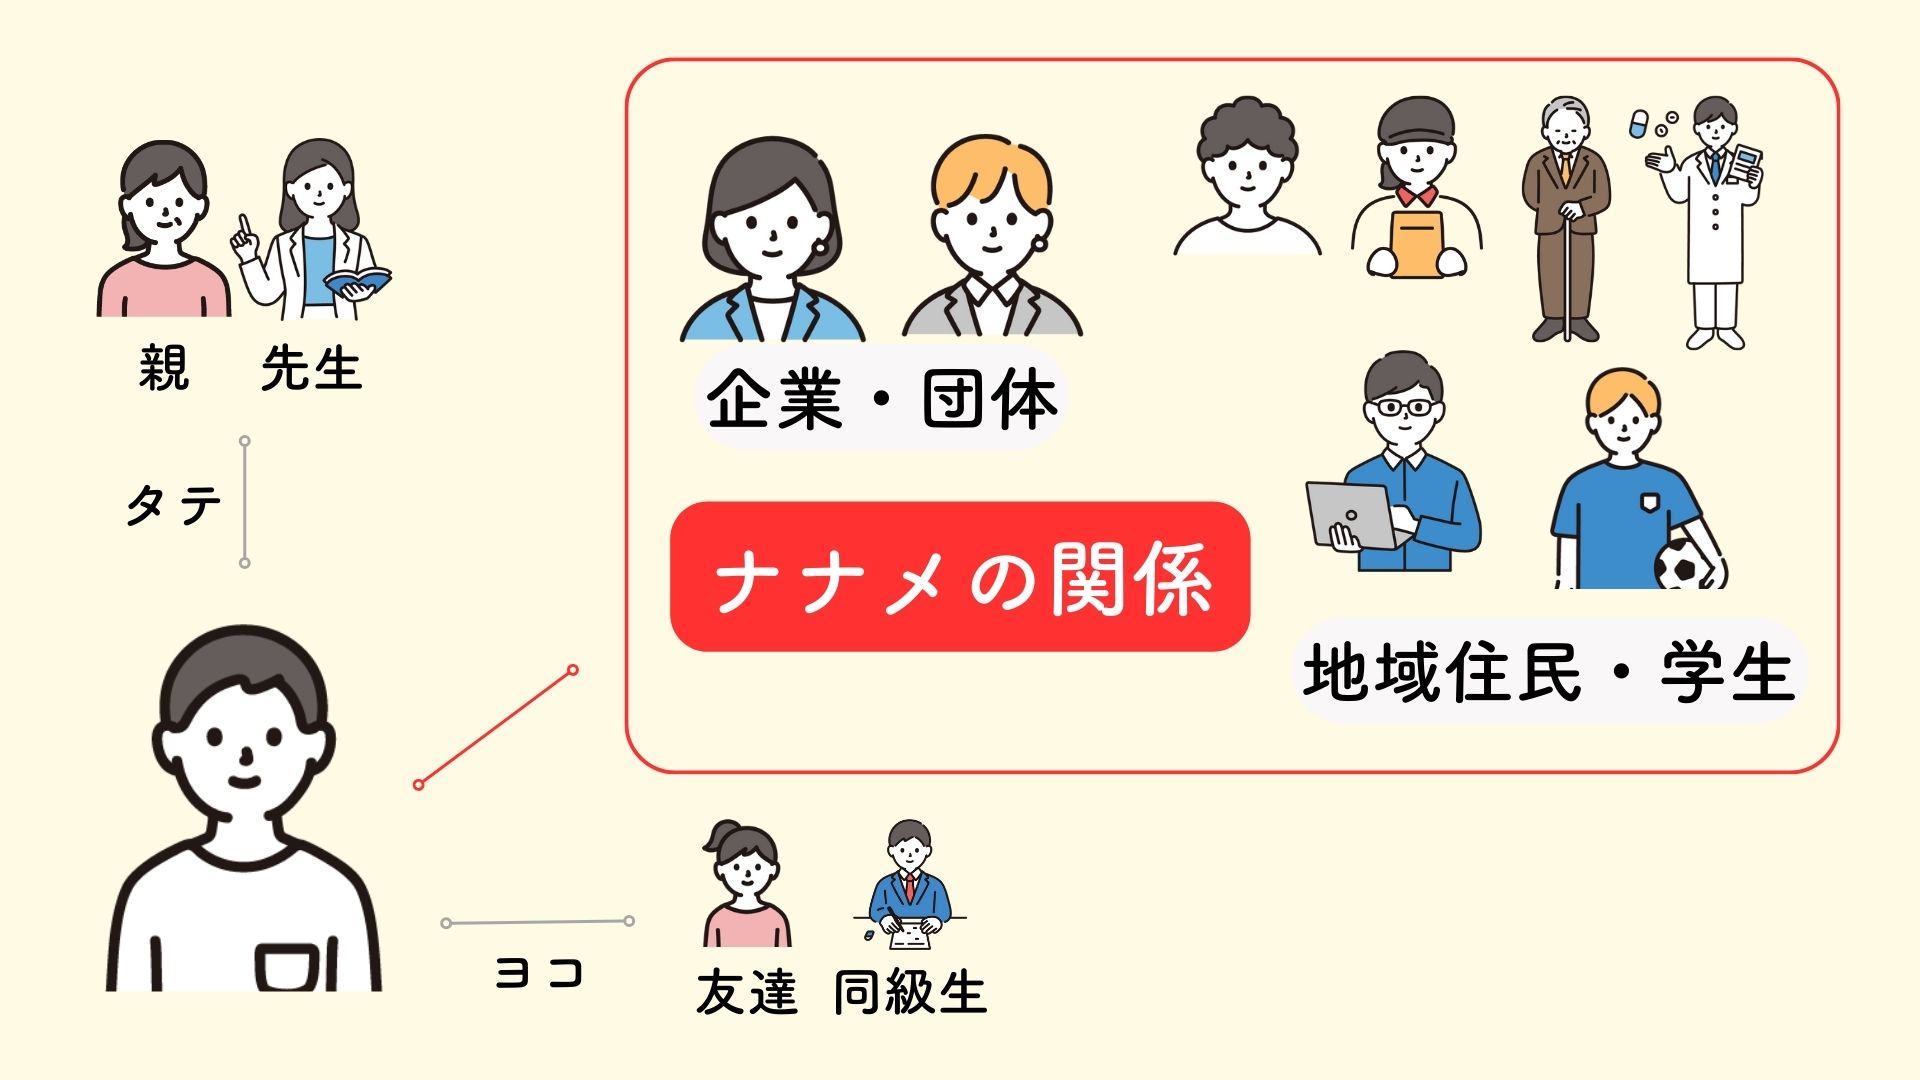 親 先生
タテ
企業・団体
ナナメの関係
地域住民・学生
ヨコ
友達 同級生